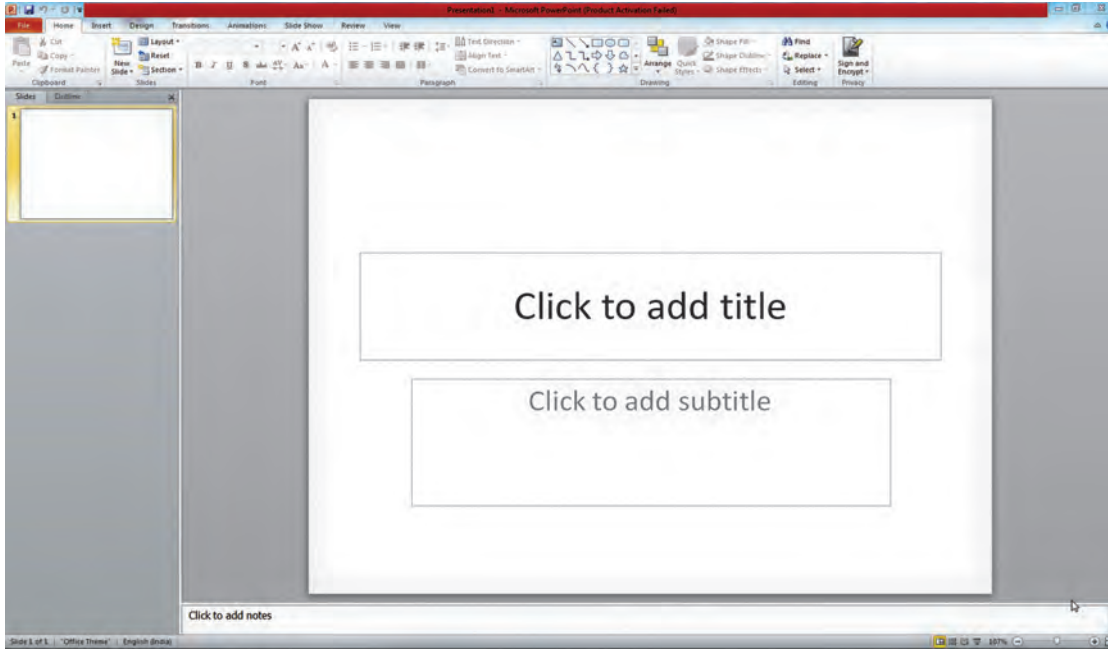 Presentation1 - Microsoft PowerPoint (Product Activation Failed)
File Home Insert Design Transitions Animations Slide Show Review View
Paste
Cut
Copy
Format Painter
Clipboard
New Slide
Layout
Reset
Section
Slides
Font
Text Direction
Align Text
Convert to SmartArt
Paragraph
Arrange
Quick Styles
Shape Fill
Shape Outline
Shape Effects
Drawing
Find
Replace
Select
Editing
Sign and Encrypt
Privacy
Slides Outline
1
Click to add title
Click to add subtitle
Click to add notes
Slide 1 of 1 "Office Theme" English (India) 107%